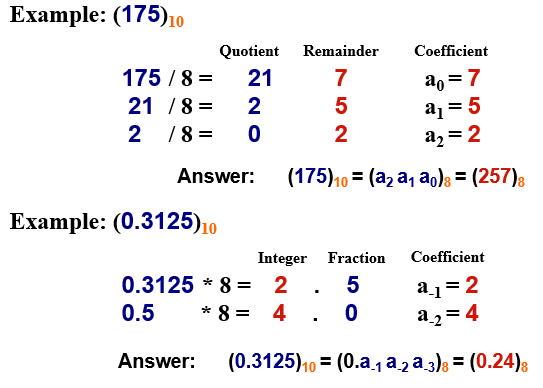 Example: (175)₁₀
Quotient Remainder Coefficient
175 / 8 = 21 7 a₀ = 7
21 / 8 = 2 5 a₁ = 5
2 / 8 = 0 2 a₂ = 2
Answer: (175)₁₀ = (a₂ a₁ a₀)₈ = (257)₈
Example: (0.3125)₁₀
Integer Fraction Coefficient
0.3125 * 8 = 2 . 5 a₋₁ = 2
0.5 * 8 = 4 . 0 a₋₂ = 4
Answer: (0.3125)₁₀ = (0.a₋₁ a₋₂ a₋₃)₈ = (0.24)₈